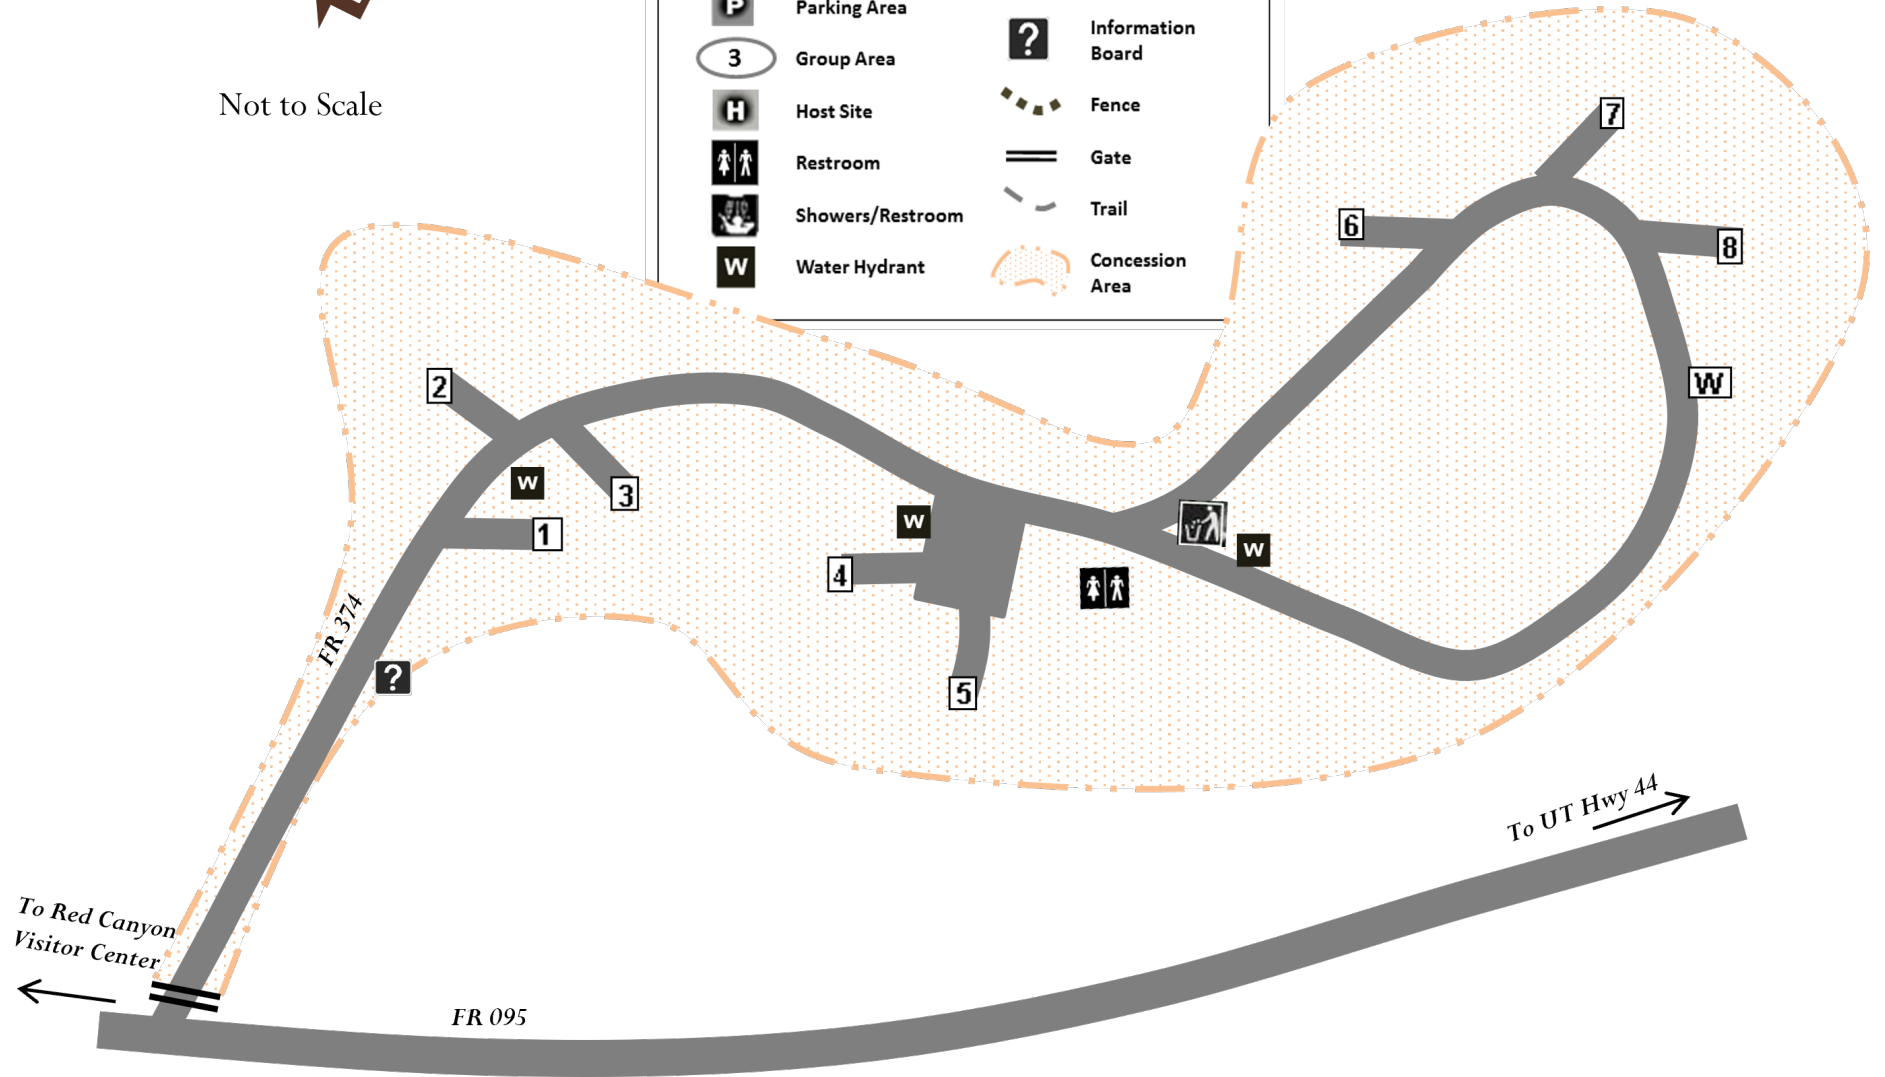 P
Parking Area
3
Group Area
H
Host Site
Restroom
Showers/Restroom
W
Water Hydrant
?
Information
Board
Fence
Gate
Trail
Concession
Area
Not to Scale
7
6
8
2
W
W
3
1
W
4
W
5
FR 374
?
To UT Hwy 44
To Red Canyon
Visitor Center
FR 095